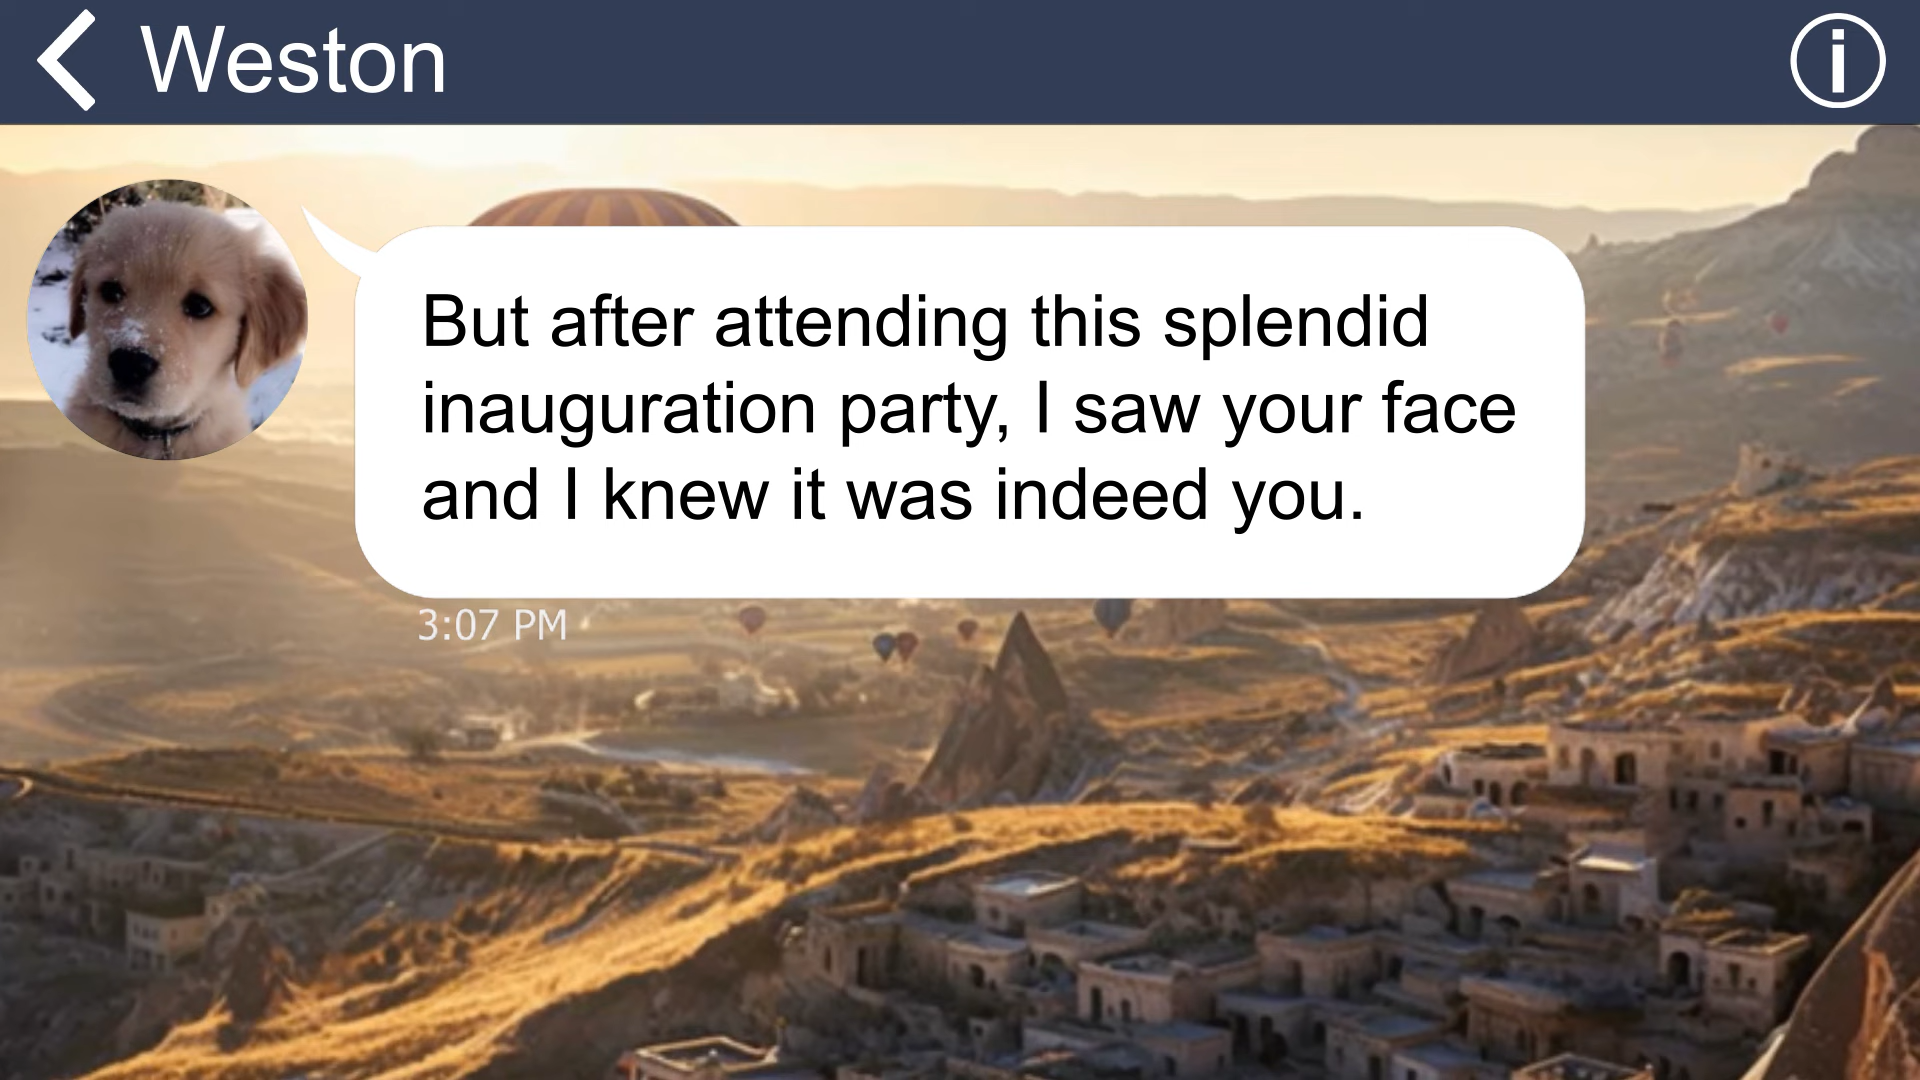 Weston
But after attending this splendid
inauguration party, I saw your face
and I knew it was indeed you.
3:07 PM